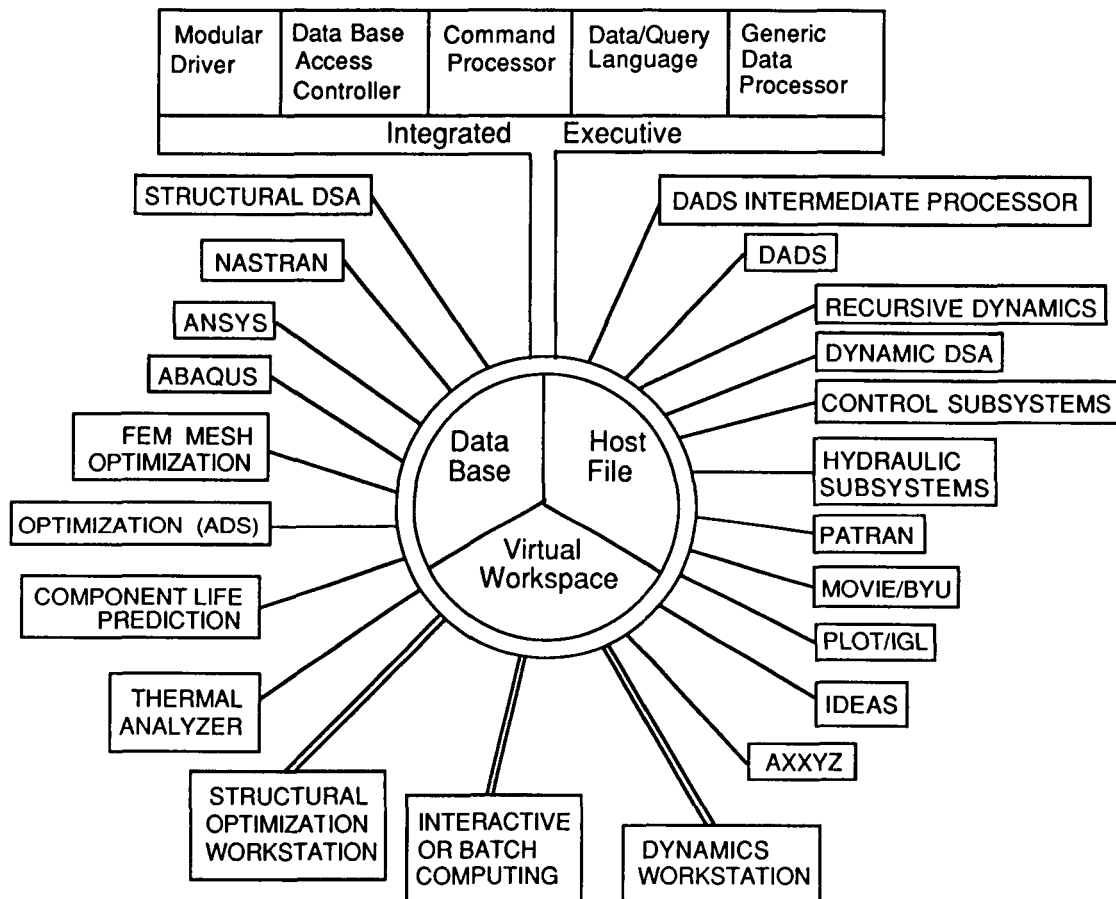 Modular
Driver
Data Base
Access
Controller
Command
Processor
Data/Query
Language
Generic
Data
Processor
Integrated Executive
STRUCTURAL DSA
NASTRAN
ANSYS
ABAQUS
FEM MESH
OPTIMIZATION
OPTIMIZATION (ADS)
COMPONENT LIFE
PREDICTION
THERMAL
ANALYZER
STRUCTURAL
OPTIMIZATION
WORKSTATION
INTERACTIVE
OR BATCH
COMPUTING
DYNAMICS
WORKSTATION
DADS INTERMEDIATE PROCESSOR
DADS
RECURSIVE DYNAMICS
DYNAMIC DSA
CONTROL SUBSYSTEMS
HYDRAULIC
SUBSYSTEMS
PATRAN
MOVIE/BYU
PLOT/IGL
IDEAS
AXXYZ
Data
Base
Host
File
Virtual
Workspace